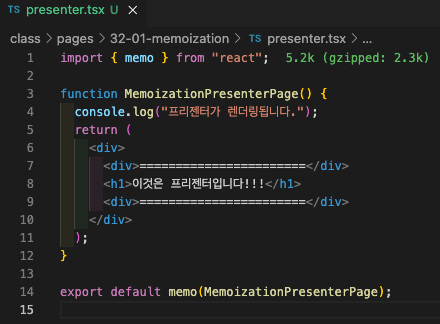 presenter.tsx U
class > pages > 32-01-memoization > presenter.tsx > ...
1 import { memo } from "react"; 5.2k (gzipped: 2.3k)
2
3 function MemoizationPresenterPage() {
4 console.log("프리젠터가 렌더링됩니다.");
5 return (
6 <div>
7 <div>=======================</div>
8 <h1>이것은 프리젠터입니다!!!</h1>
9 <div>=======================</div>
10 </div>
11 );
12 }
13
14 export default memo(MemoizationPresenterPage);
15